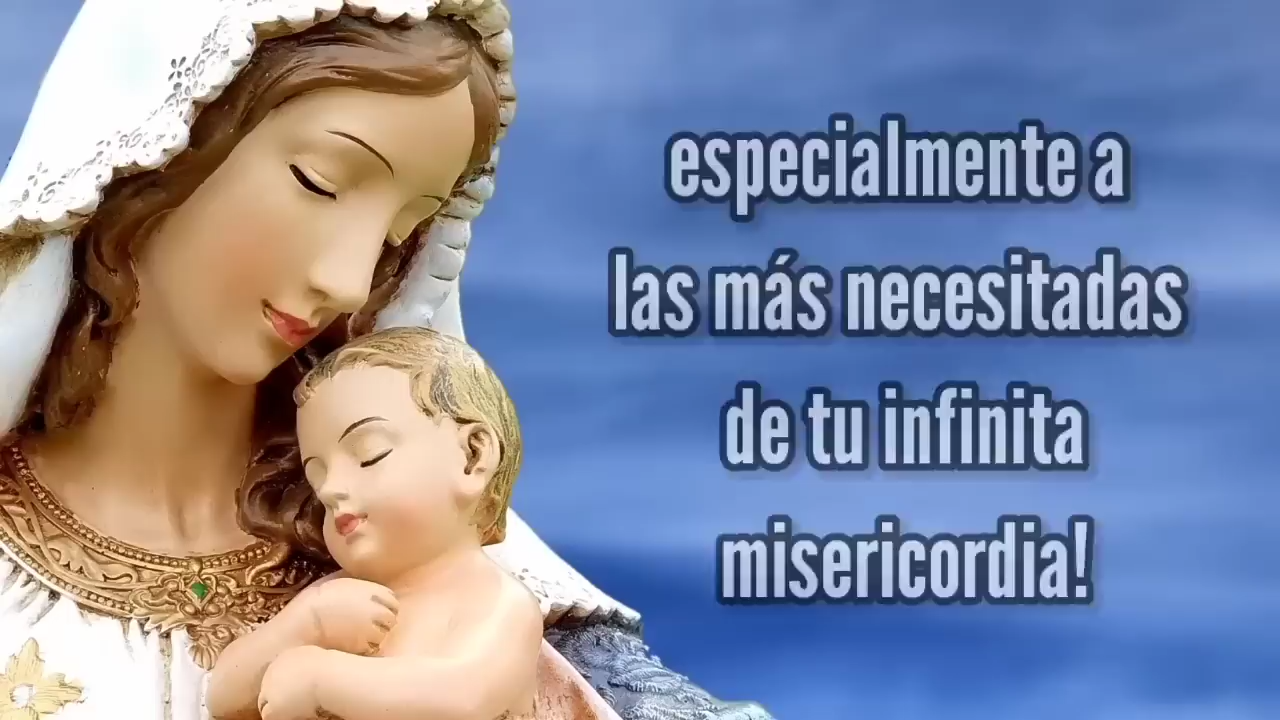 especialmente a
las más necesitadas
de tu infinita
misericordia!